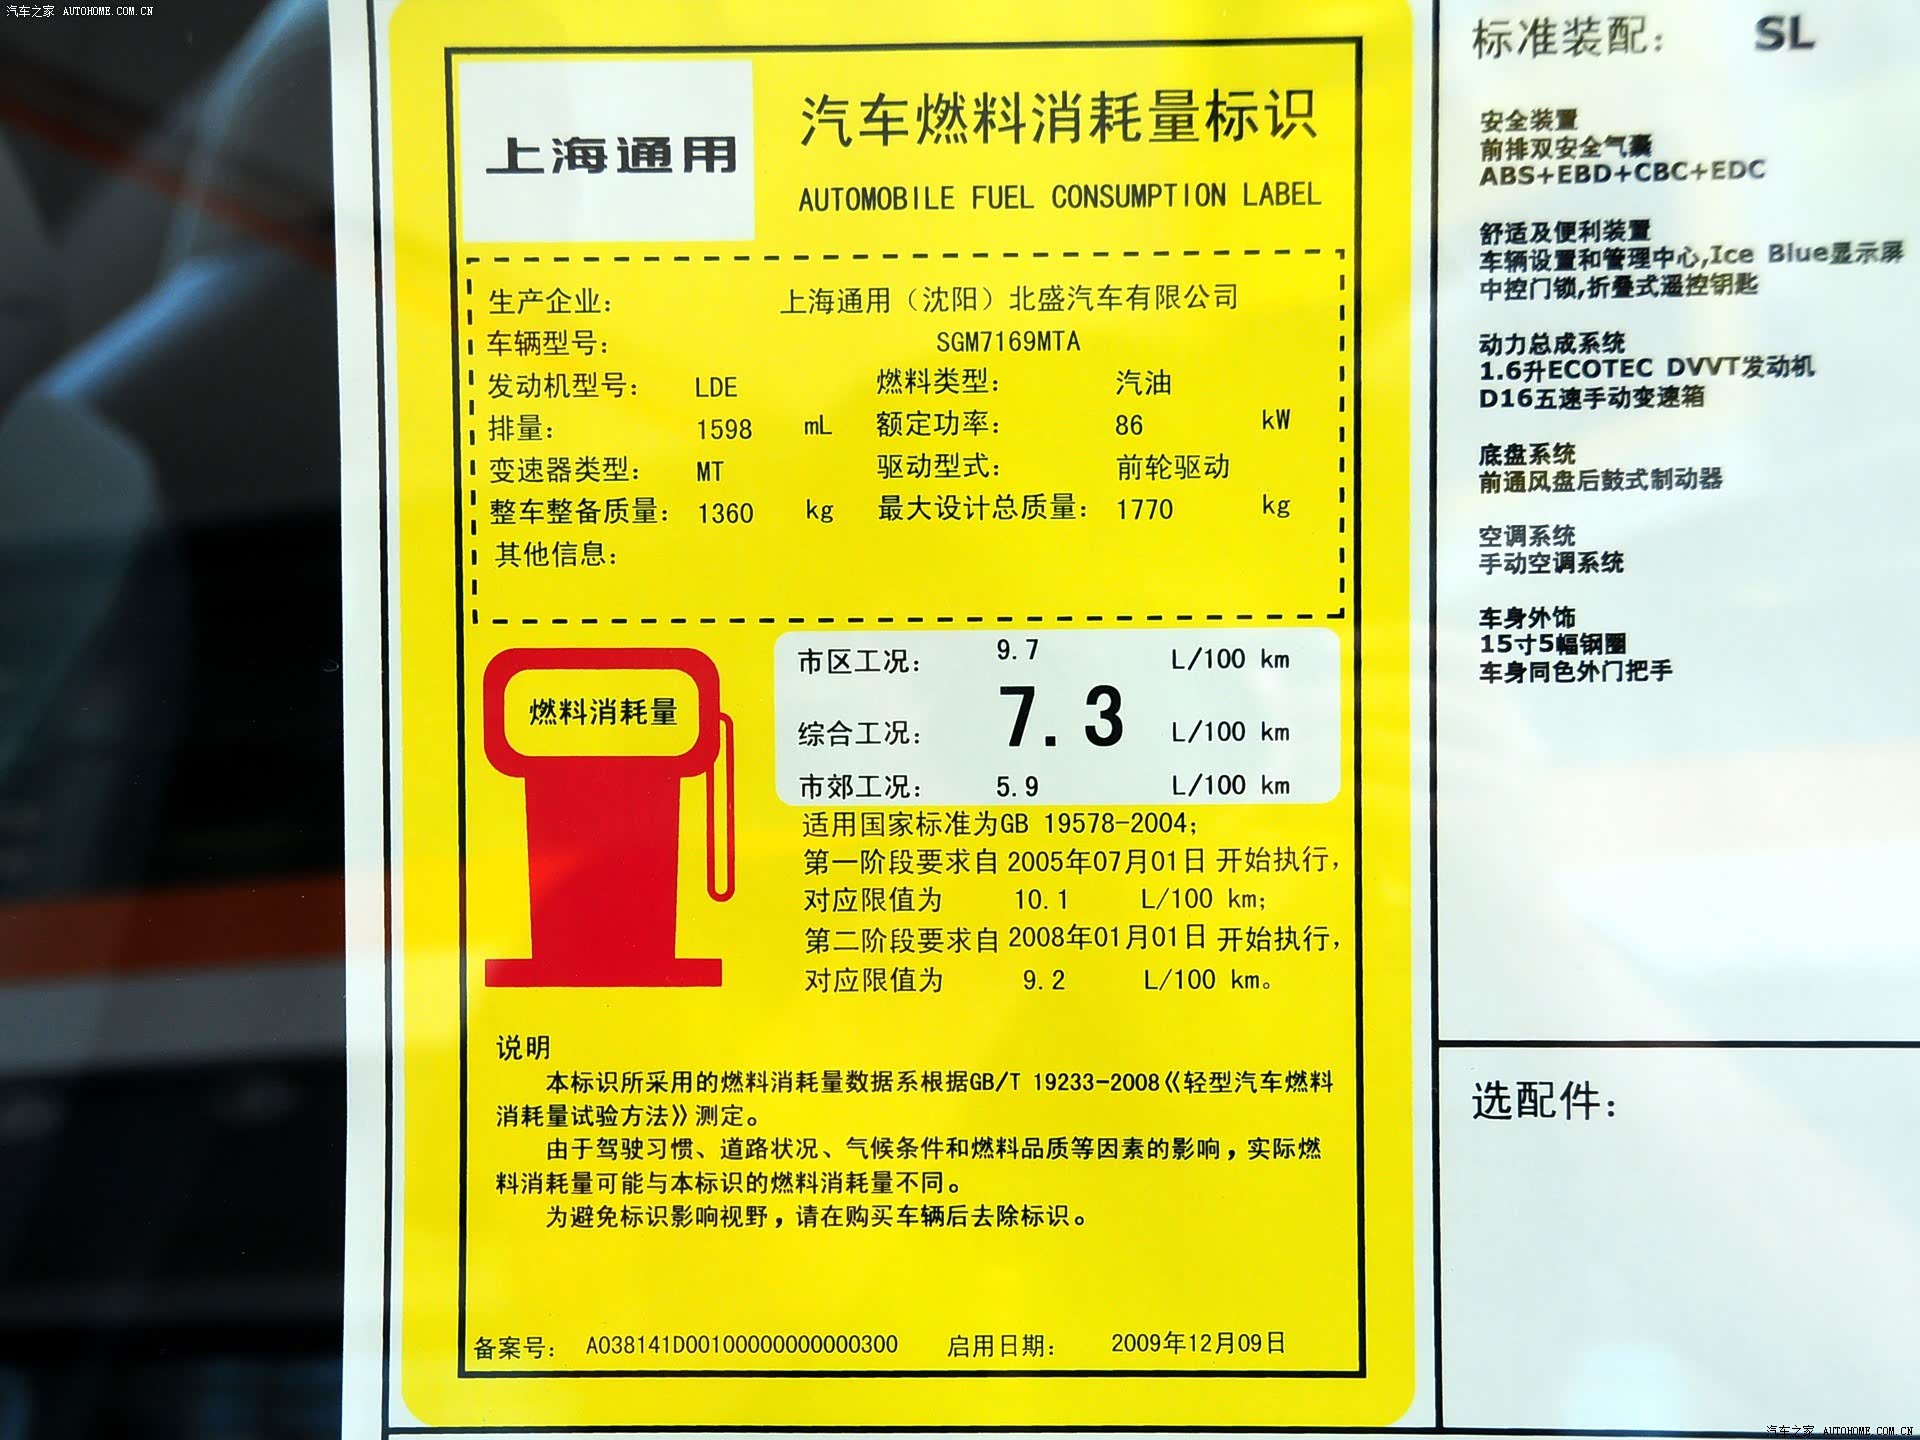 汽车之家 AUTOHOME.COM.CN
上海通用
汽车燃料消耗量标识
AUTOMOBILE FUEL CONSUMPTION LABEL
生产企业: 上海通用（沈阳）北盛汽车有限公司
车辆型号: SGM7169MTA
发动机型号: LDE 燃料类型: 汽油
排量: 1598 mL 额定功率: 86 kW
变速器类型: MT 驱动型式: 前轮驱动
整车整备质量: 1360 kg 最大设计总质量: 1770 kg
其他信息:
燃料消耗量
市区工况: 9.7 L/100 km
综合工况: 7.3 L/100 km
市郊工况: 5.9 L/100 km
适用国家标准为GB 19578-2004;
第一阶段要求自 2005年07月01日 开始执行,
对应限值为 10.1 L/100 km;
第二阶段要求自 2008年01月01日 开始执行,
对应限值为 9.2 L/100 km。
说明
本标识所采用的燃料消耗量数据系根据GB/T 19233-2008《轻型汽车燃料
消耗量试验方法》测定。
由于驾驶习惯、道路状况、气候条件和燃料品质等因素的影响，实际燃
料消耗量可能与本标识的燃料消耗量不同。
为避免标识影响视野，请在购买车辆后去除标识。
备案号: A038141D00100000000000300 启用日期: 2009年12月09日
标准装配: SL
安全装置
前排双安全气囊
ABS+EBD+CBC+EDC
舒适及便利装置
车辆设置和管理中心,Ice Blue显示屏
中控门锁,折叠式遥控钥匙
动力总成系统
1.6升ECOTEC DVVT发动机
D16五速手动变速箱
底盘系统
前通风盘后鼓式制动器
空调系统
手动空调系统
车身外饰
15寸5幅钢圈
车身同色外门把手
选配件:
汽车之家 AUTOHOME.COM.CN